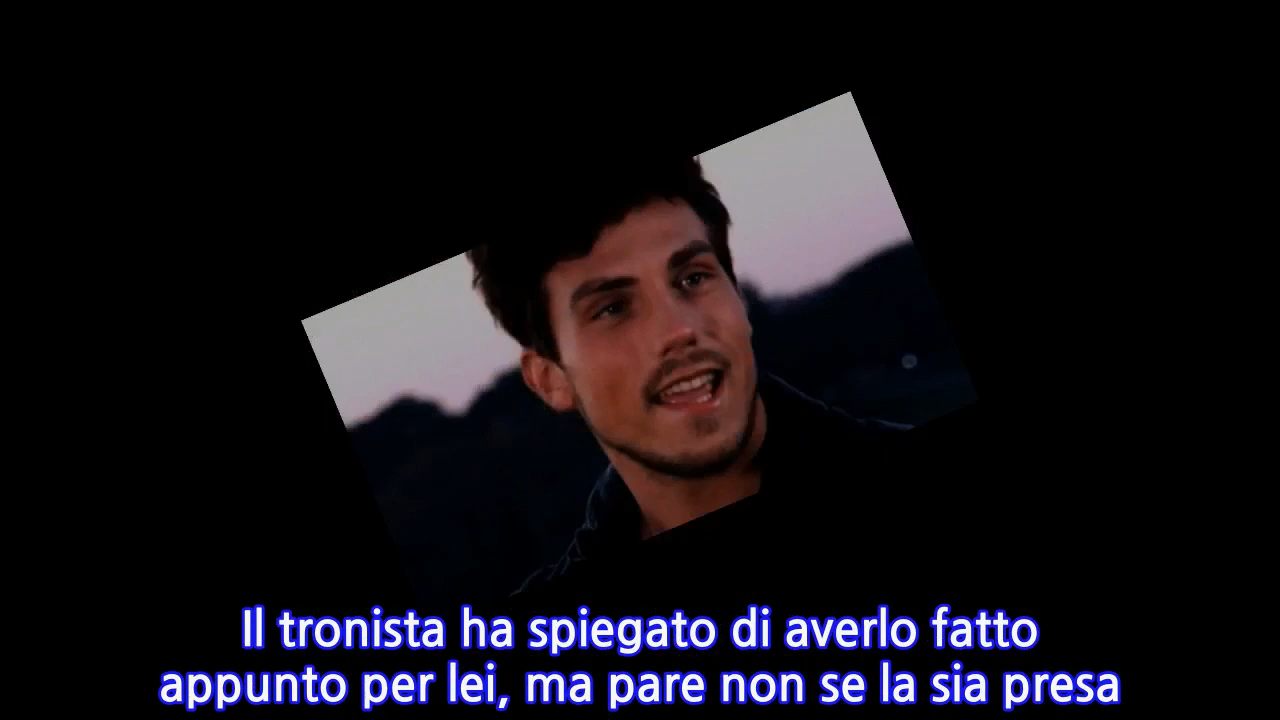 Il tronista ha spiegato di averlo fatto
appunto per lei, ma pare non se la sia presa